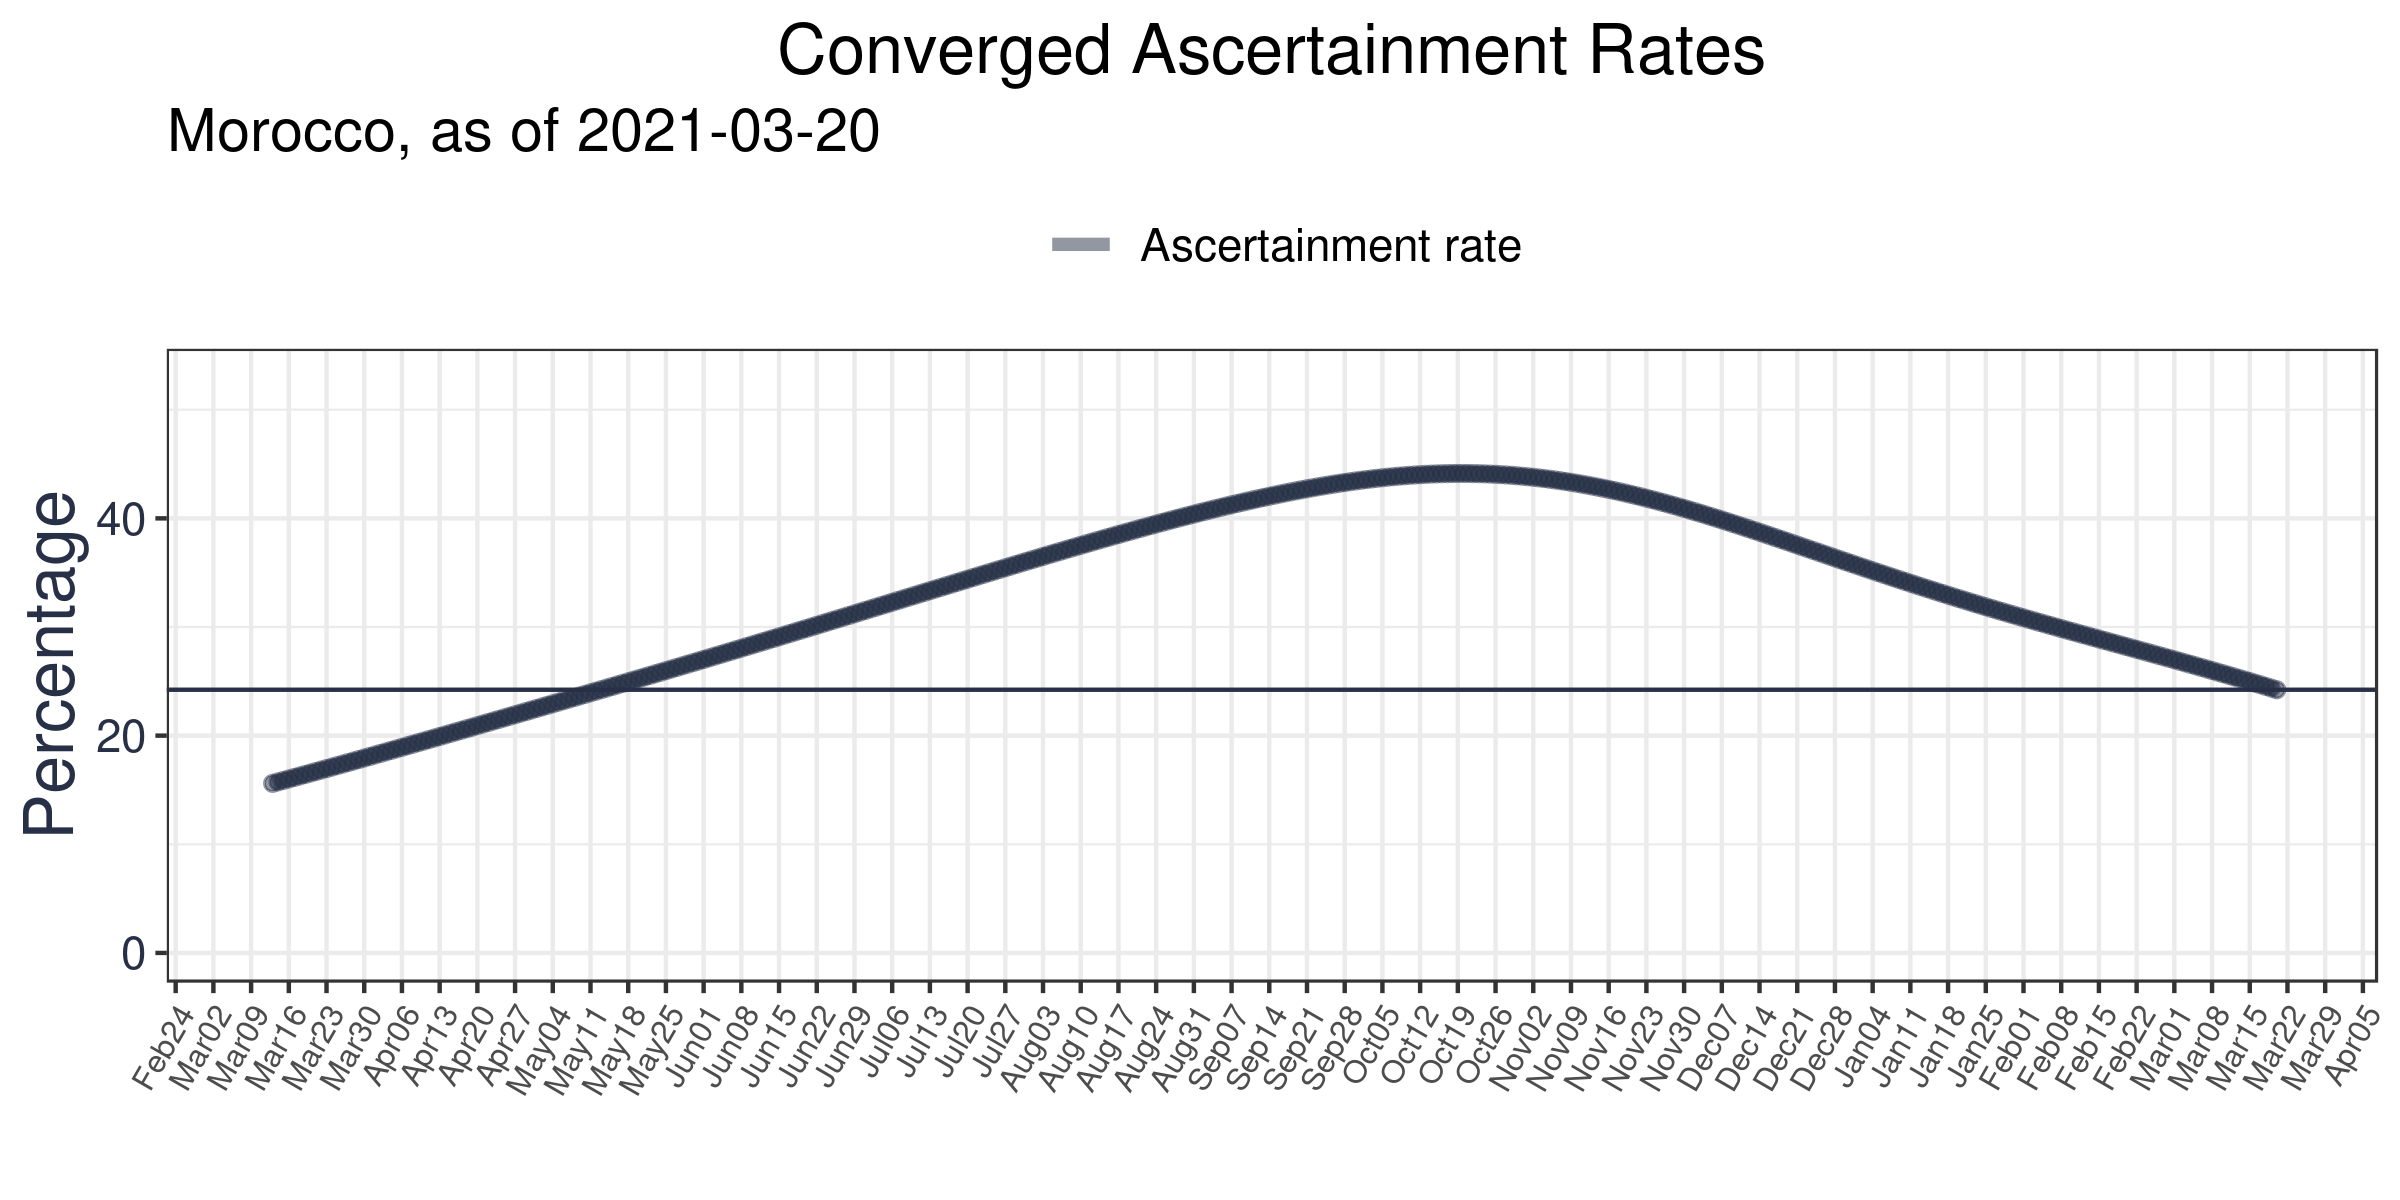 Converged Ascertainment Rates
Morocco, as of 2021-03-20
Ascertainment rate
Percentage
40
20
0
Feb24 Mar02 Mar09 Mar16 Mar23 Mar30 Apr06 Apr13 Apr20 Apr27 May04 May11 May18 May25 Jun01 Jun08 Jun15 Jun22 Jun29 Jul06 Jul13 Jul20 Jul27 Aug03 Aug10 Aug17 Aug24 Aug31 Sep07 Sep14 Sep21 Sep28 Oct05 Oct12 Oct19 Oct26 Nov02 Nov09 Nov16 Nov23 Nov30 Dec07 Dec14 Dec21 Dec28 Jan04 Jan11 Jan18 Jan25 Feb01 Feb08 Feb15 Feb22 Mar01 Mar08 Mar15 Mar22 Mar29 Apr05